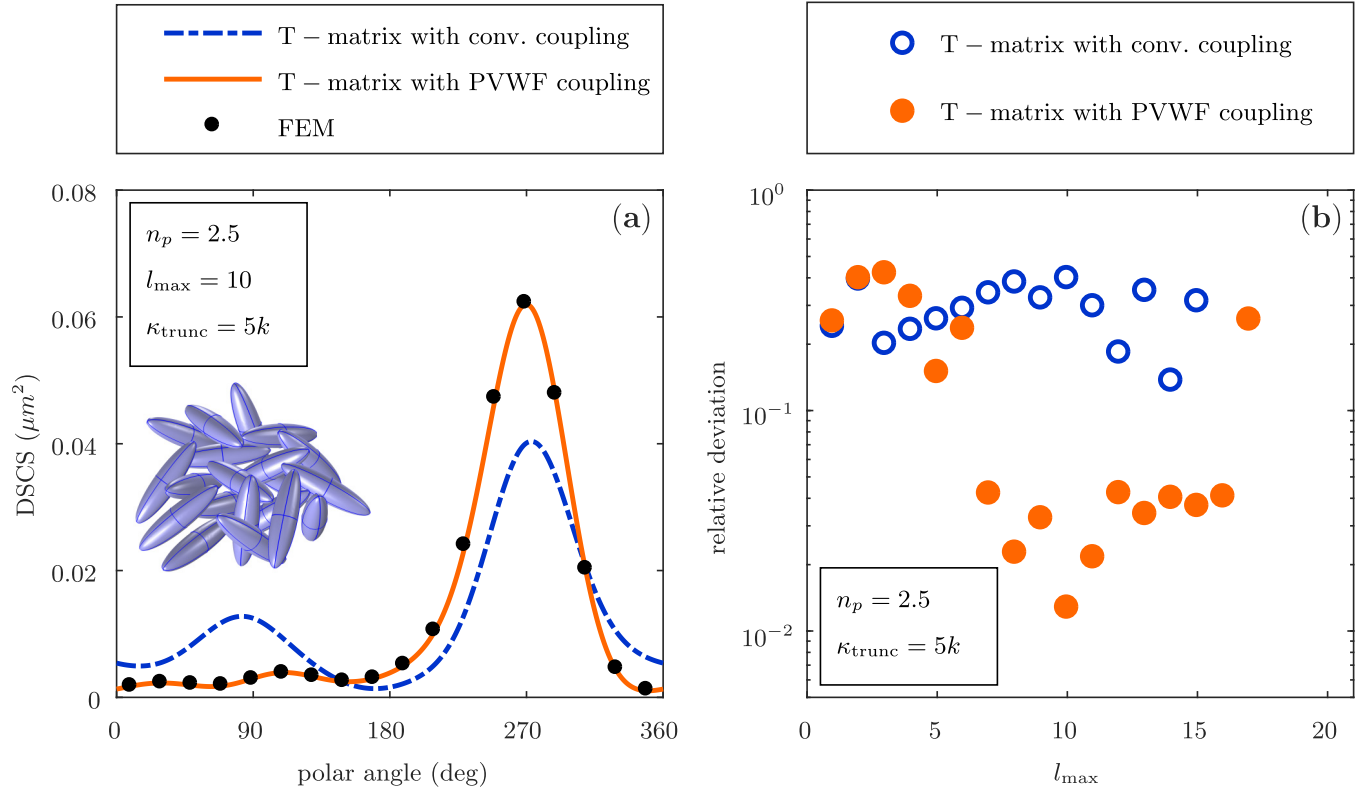 T − matrix with conv. coupling
T − matrix with PVWF coupling
FEM
T − matrix with conv. coupling
T − matrix with PVWF coupling
(a)
n_p = 2.5
l_max = 10
κ_trunc = 5k
0.08
0.06
0.04
0.02
0
DSCS (μm²)
0 90 180 270 360
polar angle (deg)
(b)
10⁰
10⁻¹
10⁻²
relative deviation
n_p = 2.5
κ_trunc = 5k
0 5 10 15 20
l_max